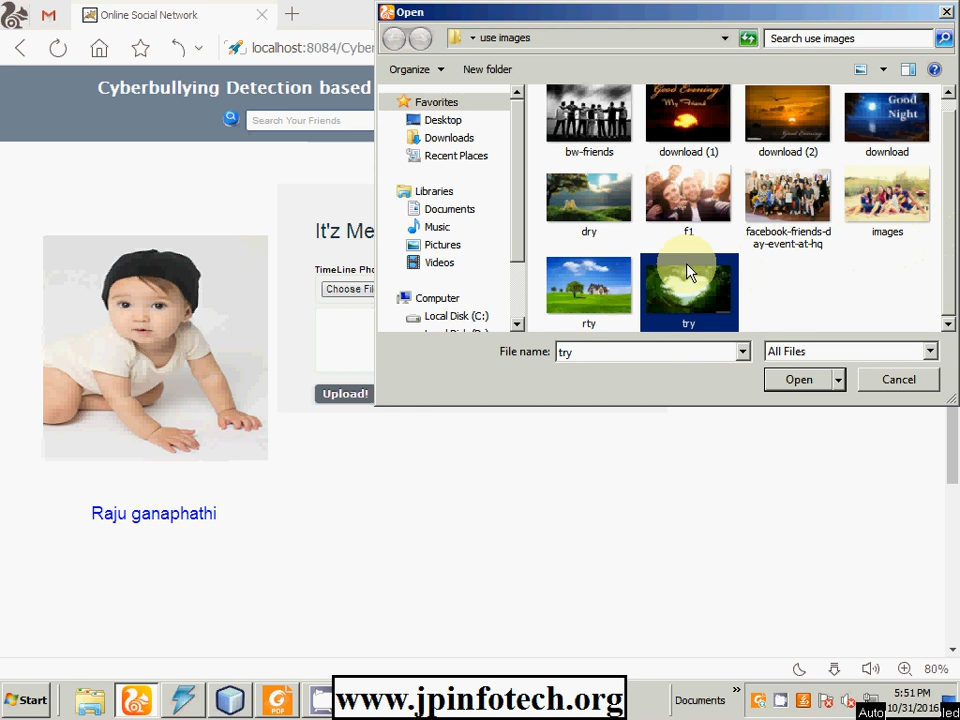 Online Social Network
localhost:8084/Cyber
Cyberbullying Detection based
Search Your Friends
It'z Me
TimeLine Pho
Choose Fil
Upload!
Raju ganaphathi
Open
use images
Search use images
Organize
New folder
Favorites
Desktop
Downloads
Recent Places
Libraries
Documents
Music
Pictures
Videos
Computer
Local Disk (C:)
Good Evening
My Friend
Good Evening
Good
Night
bw-friends
download (1)
download (2)
download
dry
f1
facebook-friends-d
ay-event-at-hq
images
rty
try
File name:
try
All Files
Open
Cancel
80%
Start
PDF
www.jpinfotech.org
Documents
5:51 PM
10/31/2016